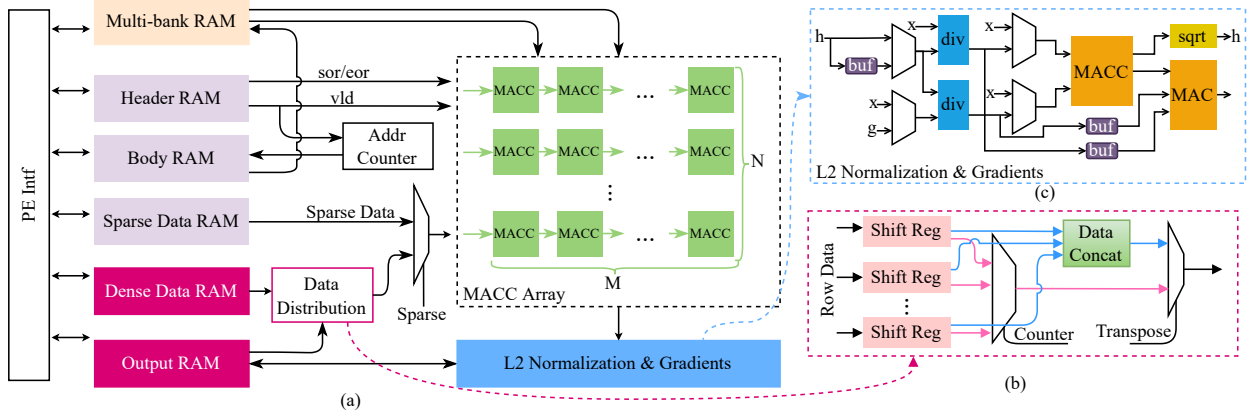 PE Intf
Multi-bank RAM
Header RAM
Body RAM
Sparse Data RAM
Dense Data RAM
Output RAM
sor/eor
vld
Addr
Counter
Sparse Data
Data
Distribution
Sparse
MACC MACC ... MACC
MACC MACC ... MACC
MACC MACC ... MACC
N
M
MACC Array
L2 Normalization & Gradients
(a)
h
buf
x
g
x
div
div
x
x
MACC
sqrt
h
MAC
buf
buf
L2 Normalization & Gradients
(c)
Row Data
Shift Reg
Shift Reg
Shift Reg
Data
Concat
Counter
Transpose
(b)